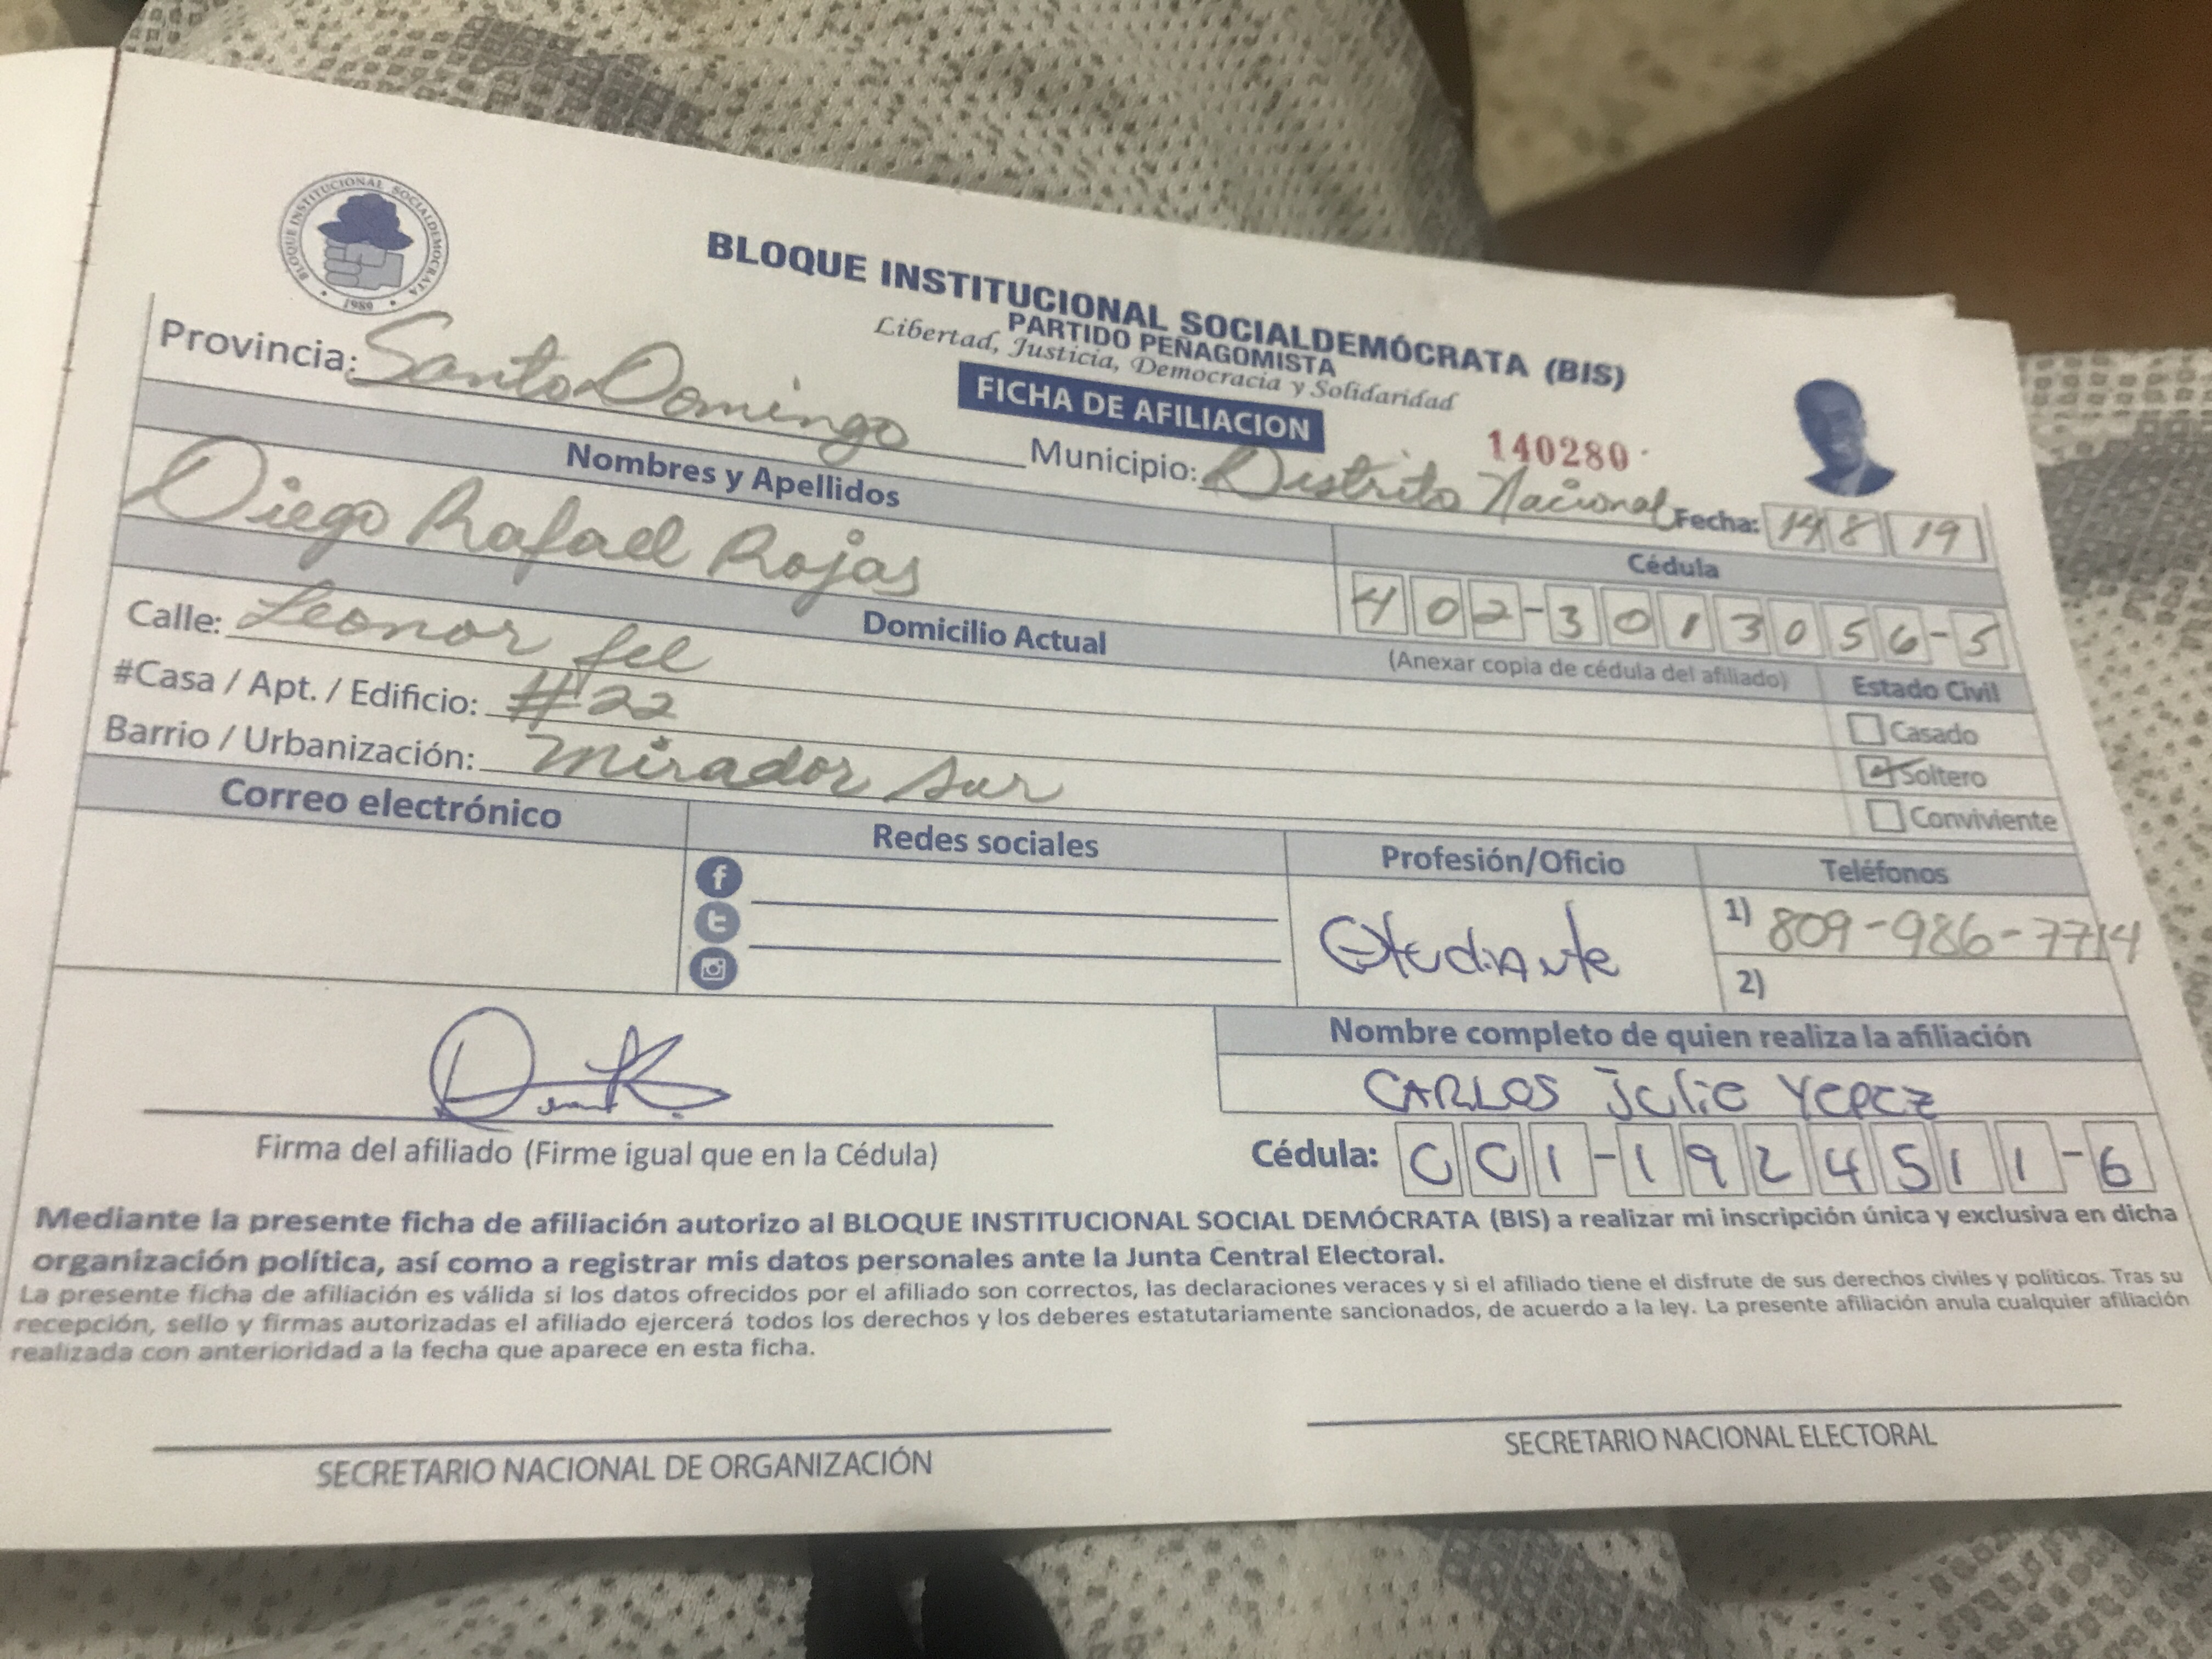 BLOQUE INSTITUCIONAL SOCIALDEMOCRATA
1989
BLOQUE INSTITUCIONAL SOCIALDEMÓCRATA (BIS)
PARTIDO PEÑAGOMISTA
Libertad, Justicia, Democracia y Solidaridad
FICHA DE AFILIACION
140280
Provincia: Santo Domingo Municipio: Distrito Nacional Fecha: 14 8 19
Nombres y Apellidos
Cédula
Diego Rafael Rojas
402-3013056-5
Domicilio Actual
(Anexar copia de cédula del afiliado)
Estado Civil
Calle: Leonor fel
Casado
#Casa / Apt. / Edificio: #22
Soltero
Barrio / Urbanización: Mirador Sur
Conviviente
Correo electrónico
Redes sociales
Profesión/Oficio
Teléfonos
Estudiante
1) 809-986-7714
2)
Nombre completo de quien realiza la afiliación
CARLOS Julio Yepez
Firma del afiliado (Firme igual que en la Cédula)
Cédula: 001-1924511-6
Mediante la presente ficha de afiliación autorizo al BLOQUE INSTITUCIONAL SOCIAL DEMÓCRATA (BIS) a realizar mi inscripción única y exclusiva en dicha
organización política, así como a registrar mis datos personales ante la Junta Central Electoral.
La presente ficha de afiliación es válida si los datos ofrecidos por el afiliado son correctos, las declaraciones veraces y si el afiliado tiene el disfrute de sus derechos civiles y políticos. Tras su
recepción, sello y firmas autorizadas el afiliado ejercerá todos los derechos y los deberes estatutariamente sancionados, de acuerdo a la ley. La presente afiliación anula cualquier afiliación
realizada con anterioridad a la fecha que aparece en esta ficha.
SECRETARIO NACIONAL DE ORGANIZACIÓN
SECRETARIO NACIONAL ELECTORAL